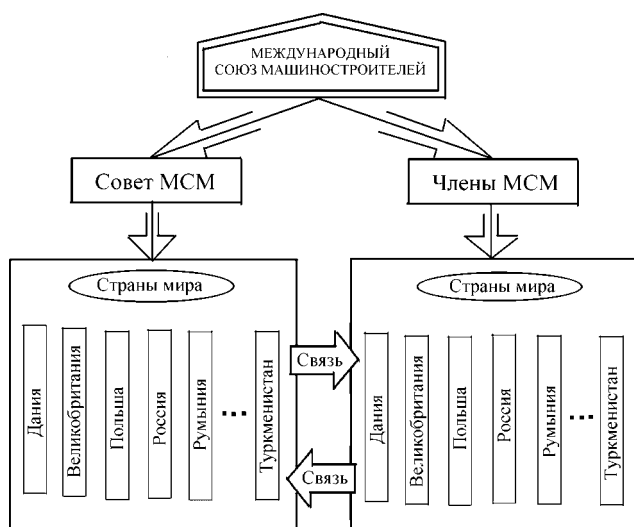 МЕЖДУНАРОДНЫЙ
СОЮЗ МАШИНОСТРОИТЕЛЕЙ
Совет МСМ
Члены МСМ
Страны мира
Дания
Великобритания
Польша
Россия
Румыния
...
Туркменистан
Связь
Связь
Страны мира
Дания
Великобритания
Польша
Россия
Румыния
...
Туркменистан